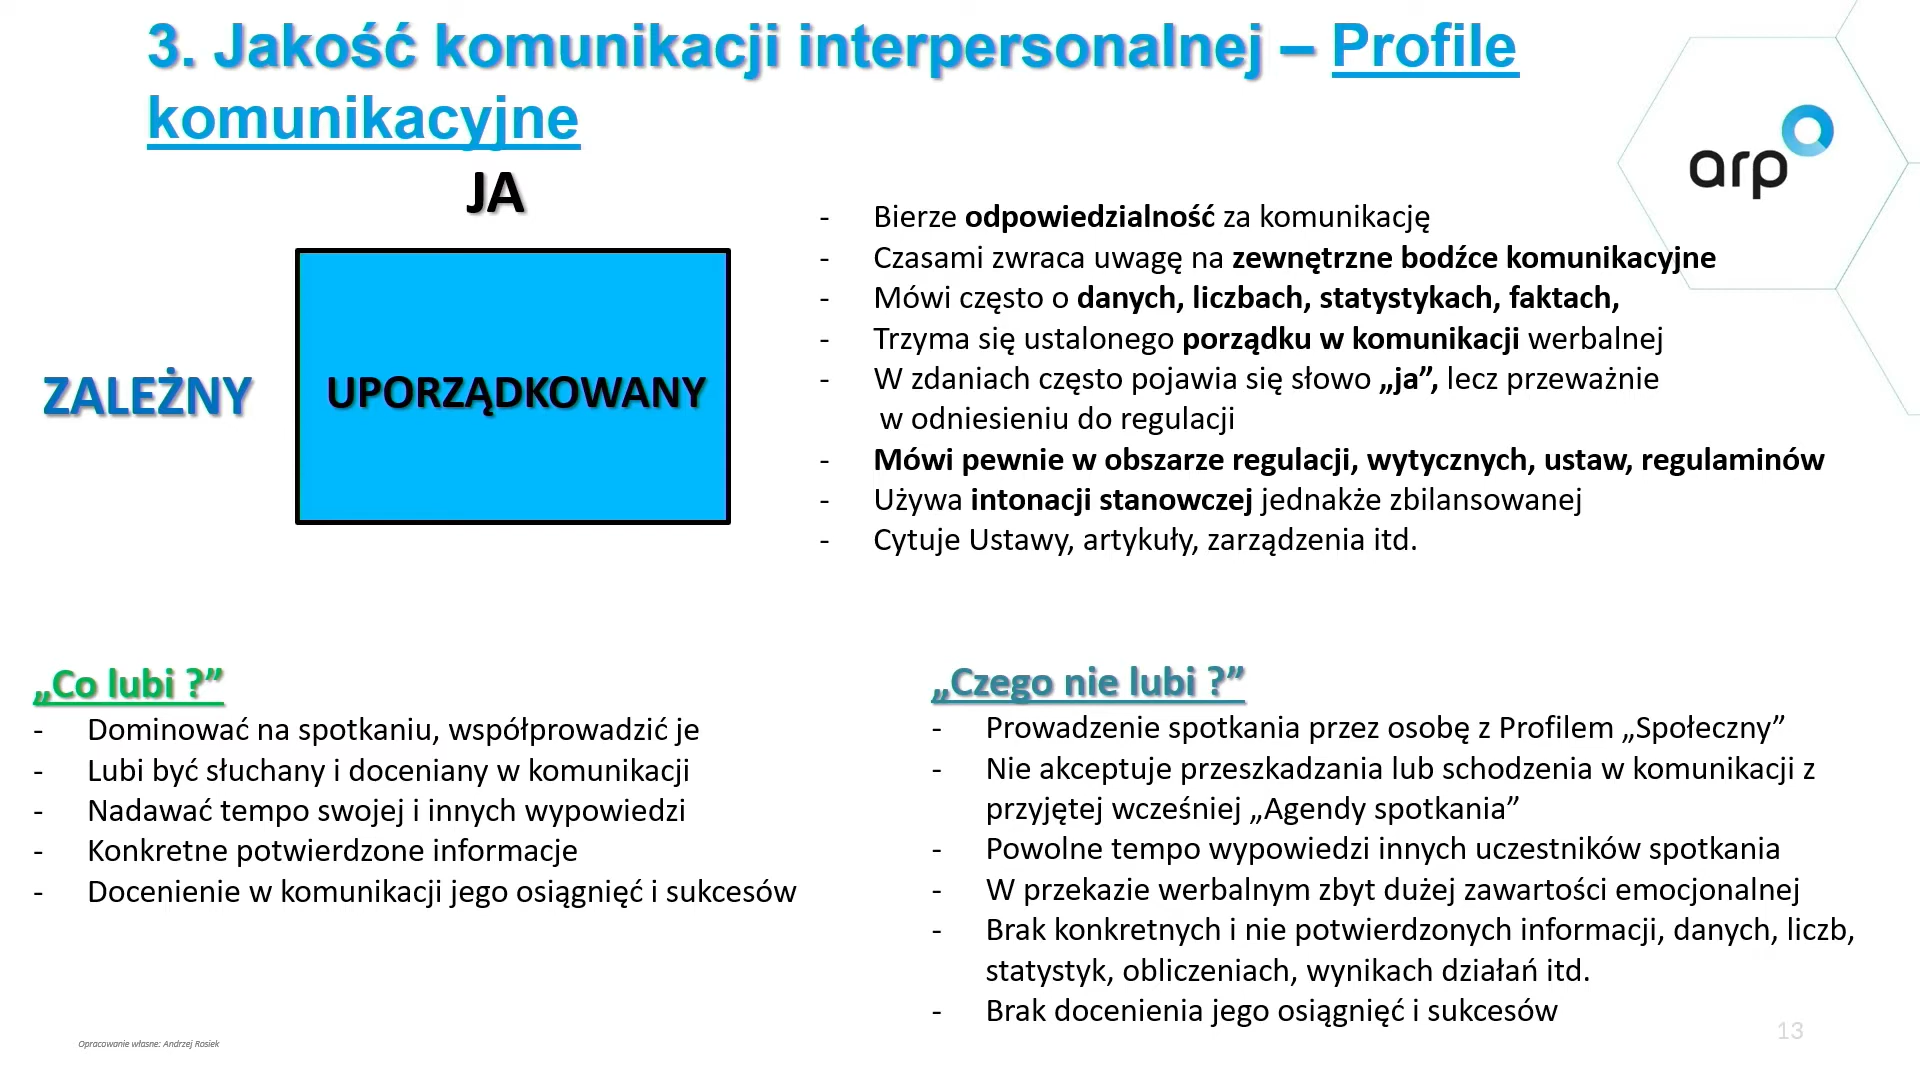 3. Jakość komunikacji interpersonalnej – Profile
komunikacyjne
arp
JA
ZALEŻNY
UPORZĄDKOWANY
- Bierze odpowiedzialność za komunikację
- Czasami zwraca uwagę na zewnętrzne bodźce komunikacyjne
- Mówi często o danych, liczbach, statystykach, faktach,
- Trzyma się ustalonego porządku w komunikacji werbalnej
- W zdaniach często pojawia się słowo „ja”, lecz przeważnie
w odniesieniu do regulacji
- Mówi pewnie w obszarze regulacji, wytycznych, ustaw, regulaminów
- Używa intonacji stanowczej jednakże zbilansowanej
- Cytuje Ustawy, artykuły, zarządzenia itd.
„Co lubi ?”
- Dominować na spotkaniu, współprowadzić je
- Lubi być słuchany i doceniany w komunikacji
- Nadawać tempo swojej i innych wypowiedzi
- Konkretne potwierdzone informacje
- Docenienie w komunikacji jego osiągnięć i sukcesów
„Czego nie lubi ?”
- Prowadzenie spotkania przez osobę z Profilem „Społeczny”
- Nie akceptuje przeszkadzania lub schodzenia w komunikacji z
przyjętej wcześniej „Agendy spotkania”
- Powolne tempo wypowiedzi innych uczestników spotkania
- W przekazie werbalnym zbyt dużej zawartości emocjonalnej
- Brak konkretnych i nie potwierdzonych informacji, danych, liczb,
statystyk, obliczeniach, wynikach działań itd.
- Brak docenienia jego osiągnięć i sukcesów
Opracowanie własne: Andrzej Rosiek
13